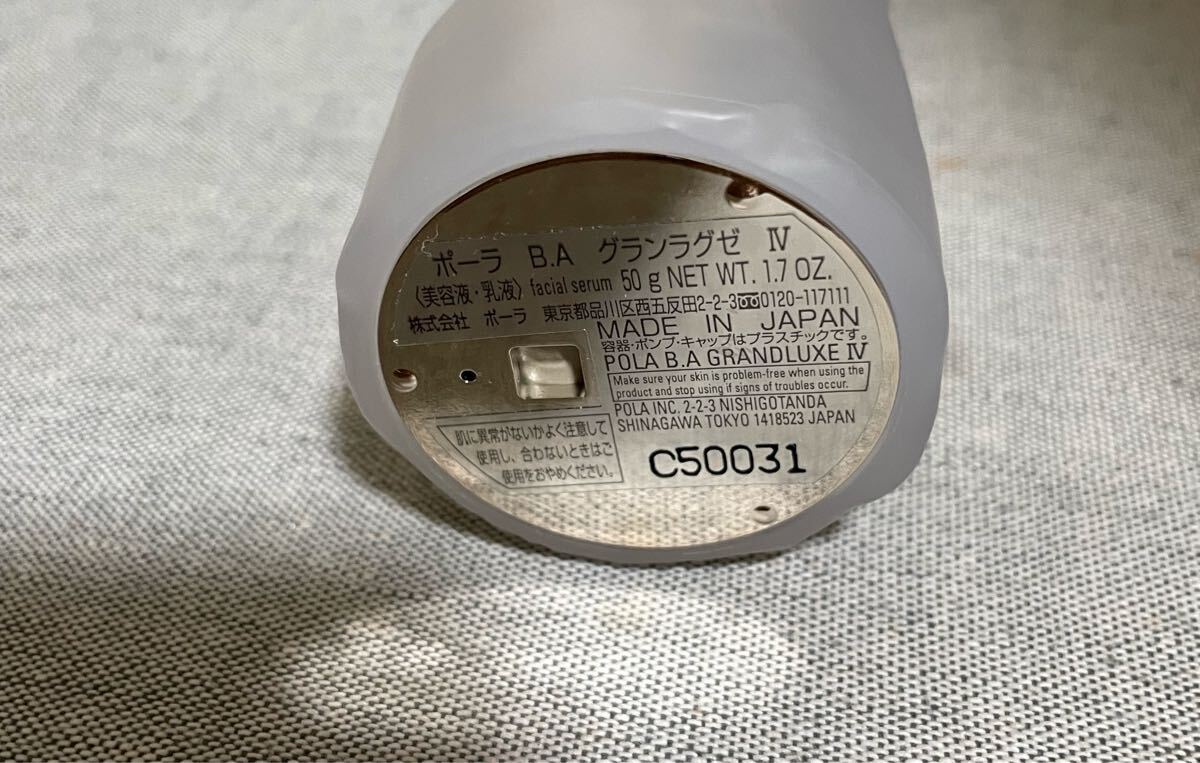 ポーラ B.A グランラグゼ Ⅳ
〈美容液・乳液〉 facial serum 50 g NET WT. 1.7 OZ.
株式会社 ポーラ 東京都品川区西五反田2-2-3 0120-117111
MADE IN JAPAN
容器・ポンプ・キャップはプラスチックです。
POLA B.A GRANDLUXE Ⅳ
Make sure your skin is problem-free when using the
product and stop using if signs of troubles occur.
POLA INC. 2-2-3 NISHIGOTANDA
SHINAGAWA TOKYO 1418523 JAPAN
肌に異常がないかよく注意して
使用し、合わないときはご
使用をおやめください。
C50031